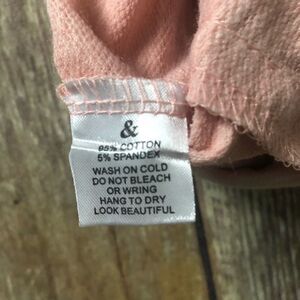 &
95% COTTON
5% SPANDEX
WASH ON COLD
DO NOT BLEACH
OR WRING
HANG TO DRY
LOOK BEAUTIFUL